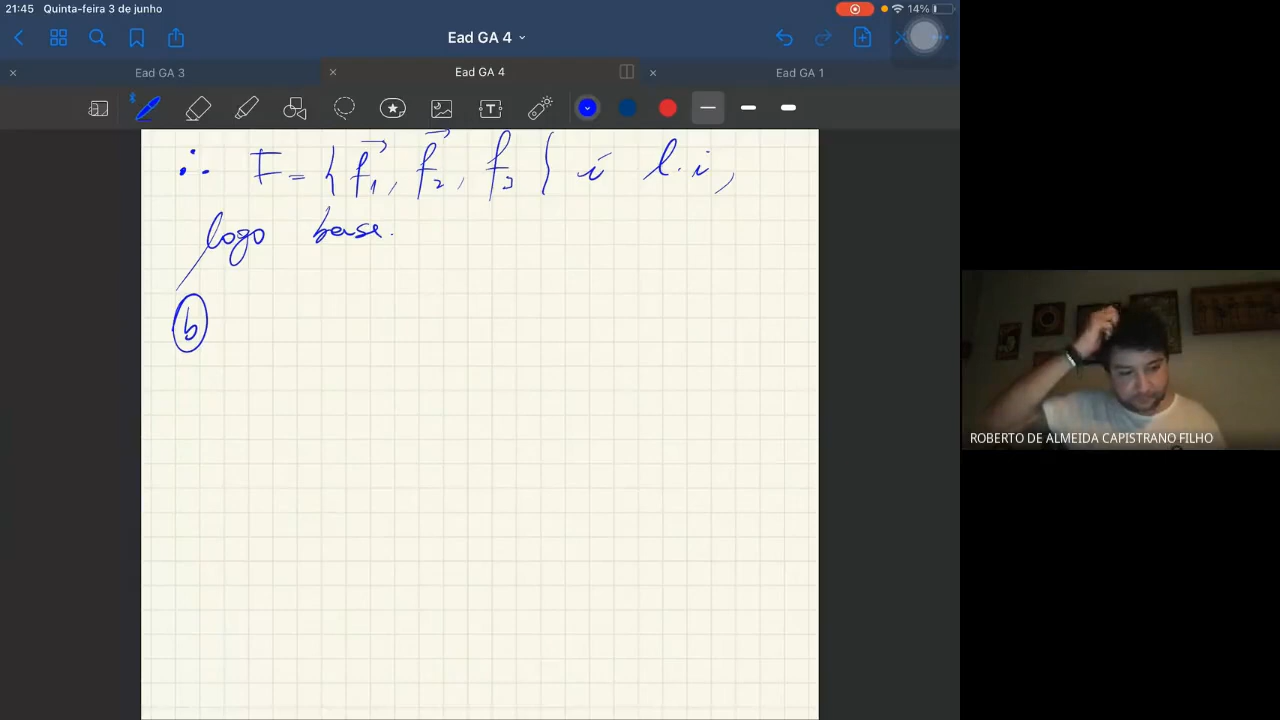 21:45 Quinta-feira 3 de junho 14%
Ead GA 4
Ead GA 3 Ead GA 4 Ead GA 1
∴ F = {f⃗₁, f⃗₂, f₃} é l.i,
logo base.
b
ROBERTO DE ALMEIDA CAPISTRANO FILHO